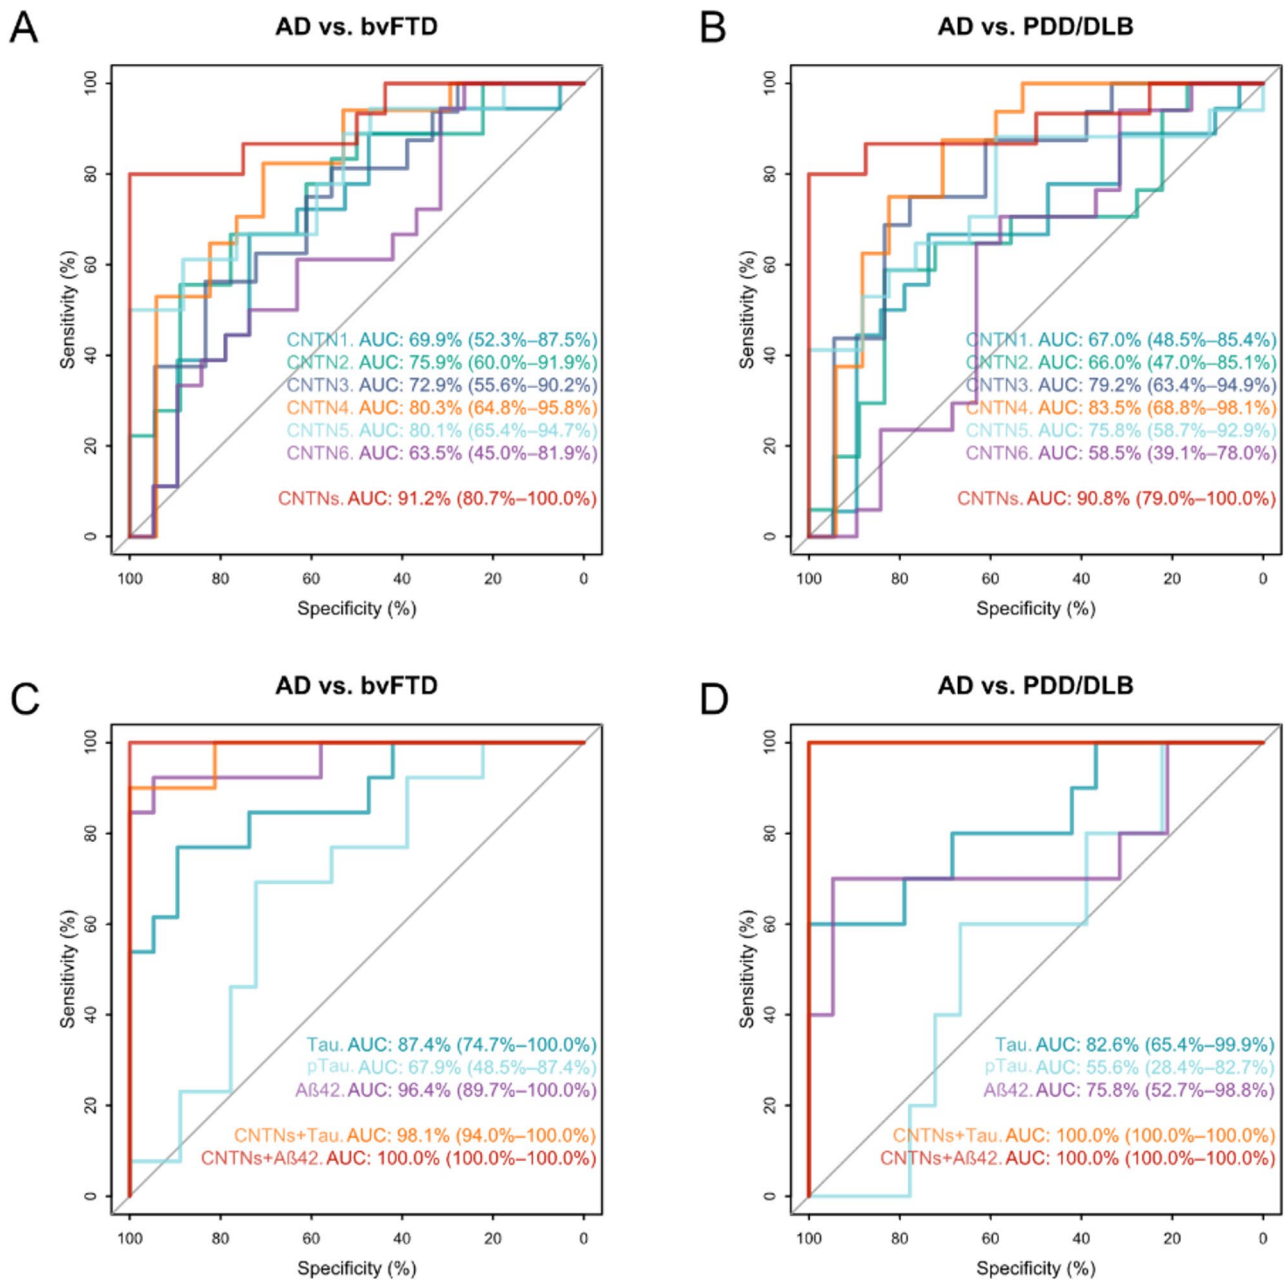 A
AD vs. bvFTD
Sensitivity (%)
100
80
60
40
20
0
CNTN1. AUC: 69.9% (52.3%–87.5%)
CNTN2. AUC: 75.9% (60.0%–91.9%)
CNTN3. AUC: 72.9% (55.6%–90.2%)
CNTN4. AUC: 80.3% (64.8%–95.8%)
CNTN5. AUC: 80.1% (65.4%–94.7%)
CNTN6. AUC: 63.5% (45.0%–81.9%)
CNTNs. AUC: 91.2% (80.7%–100.0%)
100 80 60 40 20 0
Specificity (%)
B
AD vs. PDD/DLB
Sensitivity (%)
100
80
60
40
20
0
CNTN1. AUC: 67.0% (48.5%–85.4%)
CNTN2. AUC: 66.0% (47.0%–85.1%)
CNTN3. AUC: 79.2% (63.4%–94.9%)
CNTN4. AUC: 83.5% (68.8%–98.1%)
CNTN5. AUC: 75.8% (58.7%–92.9%)
CNTN6. AUC: 58.5% (39.1%–78.0%)
CNTNs. AUC: 90.8% (79.0%–100.0%)
100 80 60 40 20 0
Specificity (%)
C
AD vs. bvFTD
Sensitivity (%)
100
80
60
40
20
0
Tau. AUC: 87.4% (74.7%–100.0%)
pTau. AUC: 67.9% (48.5%–87.4%)
Aß42. AUC: 96.4% (89.7%–100.0%)
CNTNs+Tau. AUC: 98.1% (94.0%–100.0%)
CNTNs+Aß42. AUC: 100.0% (100.0%–100.0%)
100 80 60 40 20 0
Specificity (%)
D
AD vs. PDD/DLB
Sensitivity (%)
100
80
60
40
20
0
Tau. AUC: 82.6% (65.4%–99.9%)
pTau. AUC: 55.6% (28.4%–82.7%)
Aß42. AUC: 75.8% (52.7%–98.8%)
CNTNs+Tau. AUC: 100.0% (100.0%–100.0%)
CNTNs+Aß42. AUC: 100.0% (100.0%–100.0%)
100 80 60 40 20 0
Specificity (%)